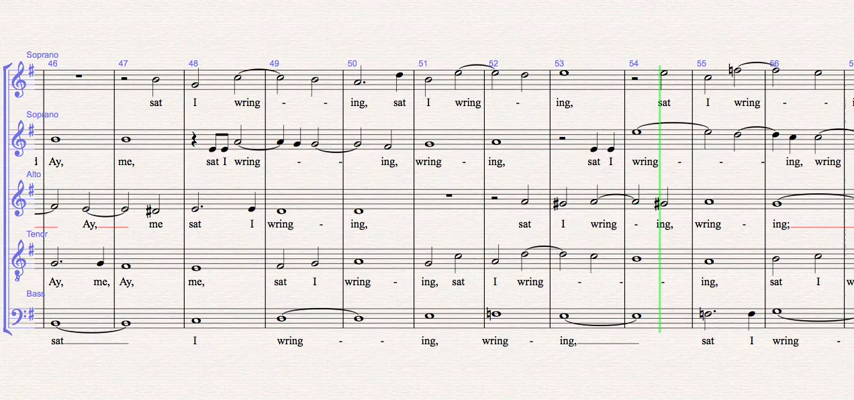 Soprano
46 47 48 49 50 51 52 53 54 55 56
sat I wring - - ing, sat I wring - - ing, sat I wring - - i
Soprano
i Ay, me, sat I wring - ing, wring - ing, sat I wring - - - ing, wring
Alto
Ay, me sat I wring - ing, sat I wring - ing, wring - ing;
Tenor
Ay, me, Ay, me, sat I wring - ing, sat I wring - - - ing, sat I w
Bass
sat I wring - - ing, wring - ing, sat I wring -